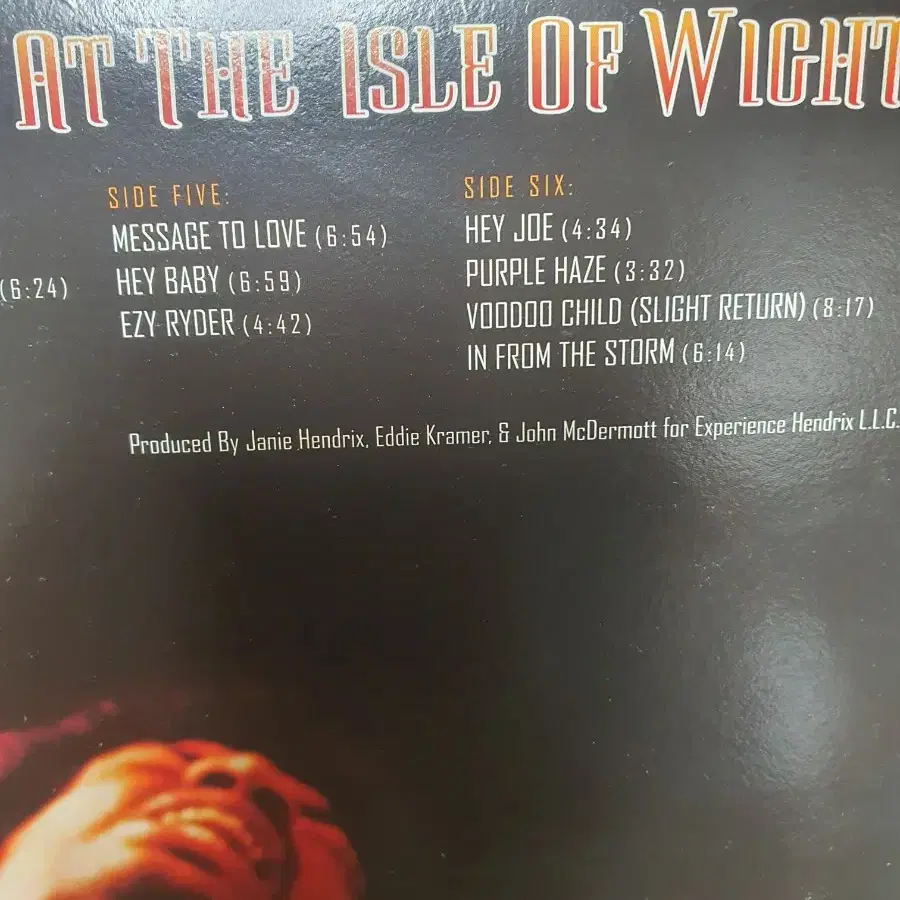 AT THE ISLE OF WIGHT
SIDE FIVE:
MESSAGE TO LOVE (6:54)
HEY BABY (6:59)
EZY RYDER (4:42)
(6:24)
SIDE SIX:
HEY JOE (4:34)
PURPLE HAZE (3:32)
VOODOO CHILD (SLIGHT RETURN) (8:17)
IN FROM THE STORM (6:14)
Produced By Janie Hendrix, Eddie Kramer, & John McDermott for Experience Hendrix L.L.C.